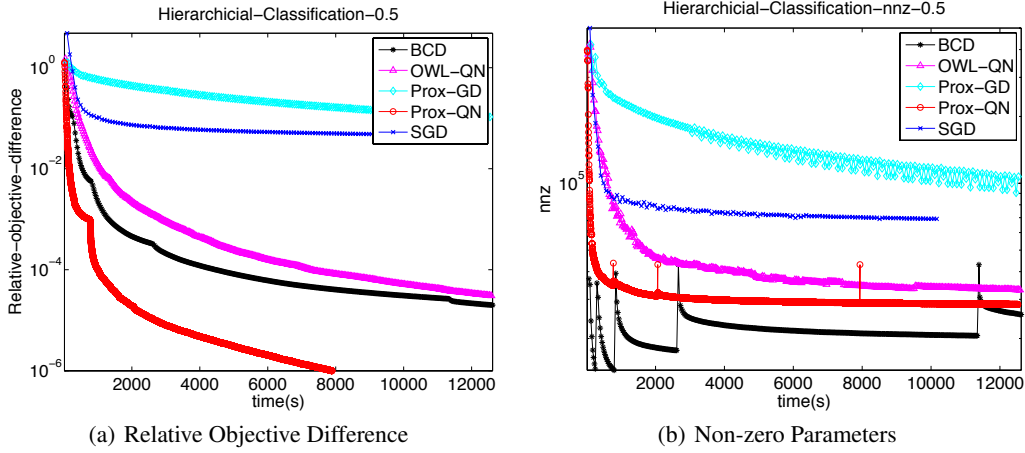 Hierarchicial-Classification-0.5
Relative-objective-difference
10^0
10^-2
10^-4
10^-6
BCD
OWL-QN
Prox-GD
Prox-QN
SGD
2000 4000 6000 8000 10000 12000
time(s)
(a) Relative Objective Difference
Hierarchicial-Classification-nnz-0.5
nnz
10^5
BCD
OWL-QN
Prox-GD
Prox-QN
SGD
2000 4000 6000 8000 10000 12000
time(s)
(b) Non-zero Parameters